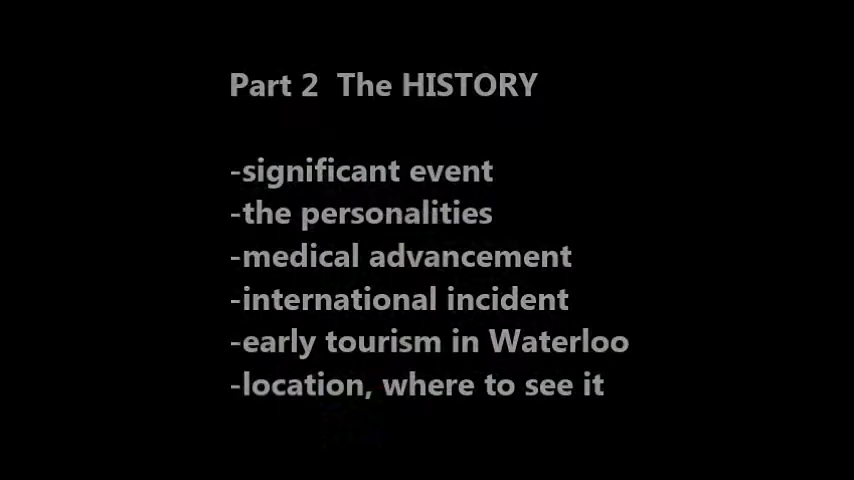 Part 2  The HISTORY
-significant event
-the personalities
-medical advancement
-international incident
-early tourism in Waterloo
-location, where to see it